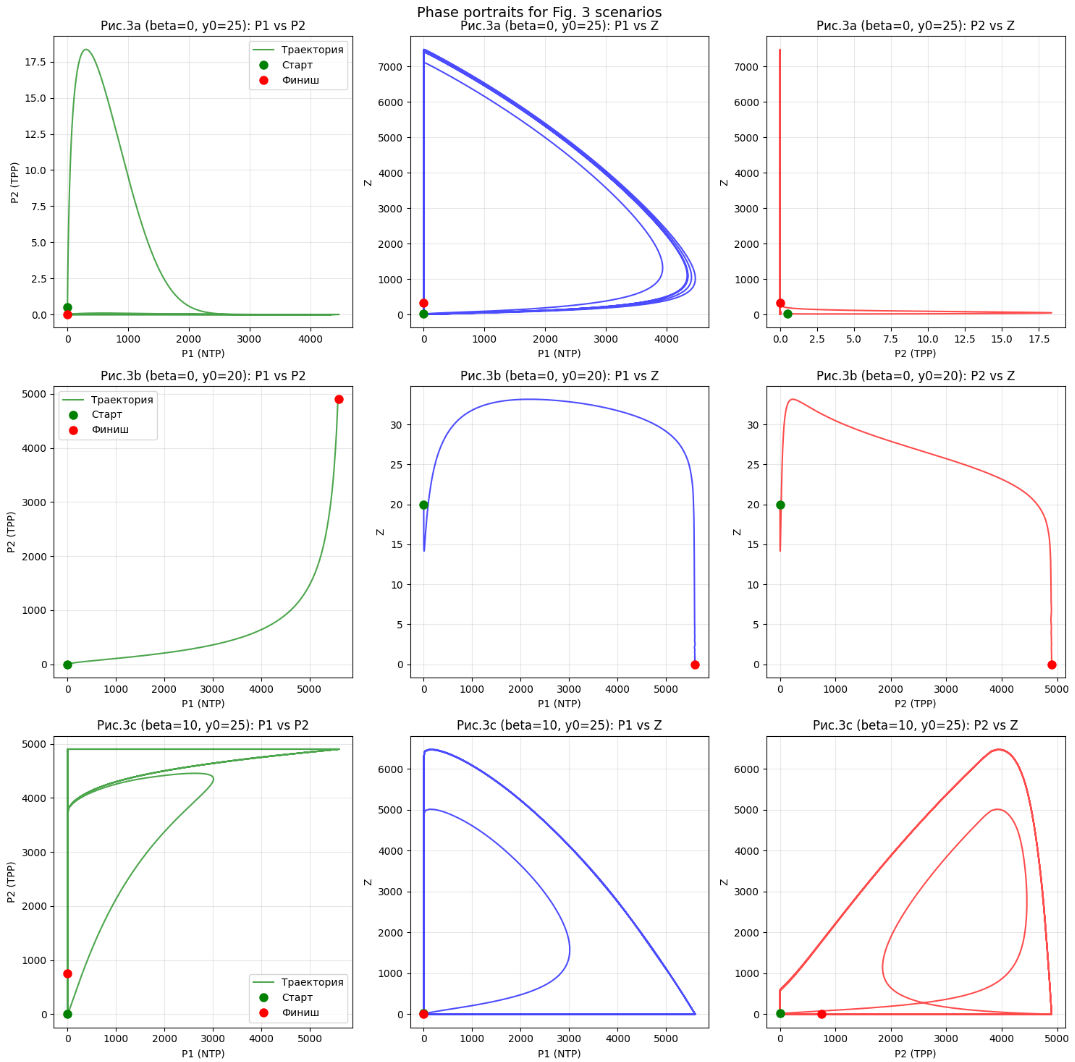 Phase portraits for Fig. 3 scenarios
Рис.3a (beta=0, y0=25): P1 vs P2
P2 (TPP)
17.5
15.0
12.5
10.0
7.5
5.0
2.5
0.0
Траектория
Старт
Финиш
0 1000 2000 3000 4000
P1 (NTP)
Рис.3a (beta=0, y0=25): P1 vs Z
Z
7000
6000
5000
4000
3000
2000
1000
0
0 1000 2000 3000 4000
P1 (NTP)
Рис.3a (beta=0, y0=25): P2 vs Z
Z
7000
6000
5000
4000
3000
2000
1000
0
0.0 2.5 5.0 7.5 10.0 12.5 15.0 17.5
P2 (TPP)
Рис.3b (beta=0, y0=20): P1 vs P2
P2 (TPP)
5000
4000
3000
2000
1000
0
Траектория
Старт
Финиш
0 1000 2000 3000 4000 5000
P1 (NTP)
Рис.3b (beta=0, y0=20): P1 vs Z
Z
30
25
20
15
10
5
0
0 1000 2000 3000 4000 5000
P1 (NTP)
Рис.3b (beta=0, y0=20): P2 vs Z
Z
30
25
20
15
10
5
0
0 1000 2000 3000 4000 5000
P2 (TPP)
Рис.3c (beta=10, y0=25): P1 vs P2
P2 (TPP)
5000
4000
3000
2000
1000
0
Траектория
Старт
Финиш
0 1000 2000 3000 4000 5000
P1 (NTP)
Рис.3c (beta=10, y0=25): P1 vs Z
Z
6000
5000
4000
3000
2000
1000
0
0 1000 2000 3000 4000 5000
P1 (NTP)
Рис.3c (beta=10, y0=25): P2 vs Z
Z
6000
5000
4000
3000
2000
1000
0
0 1000 2000 3000 4000 5000
P2 (TPP)